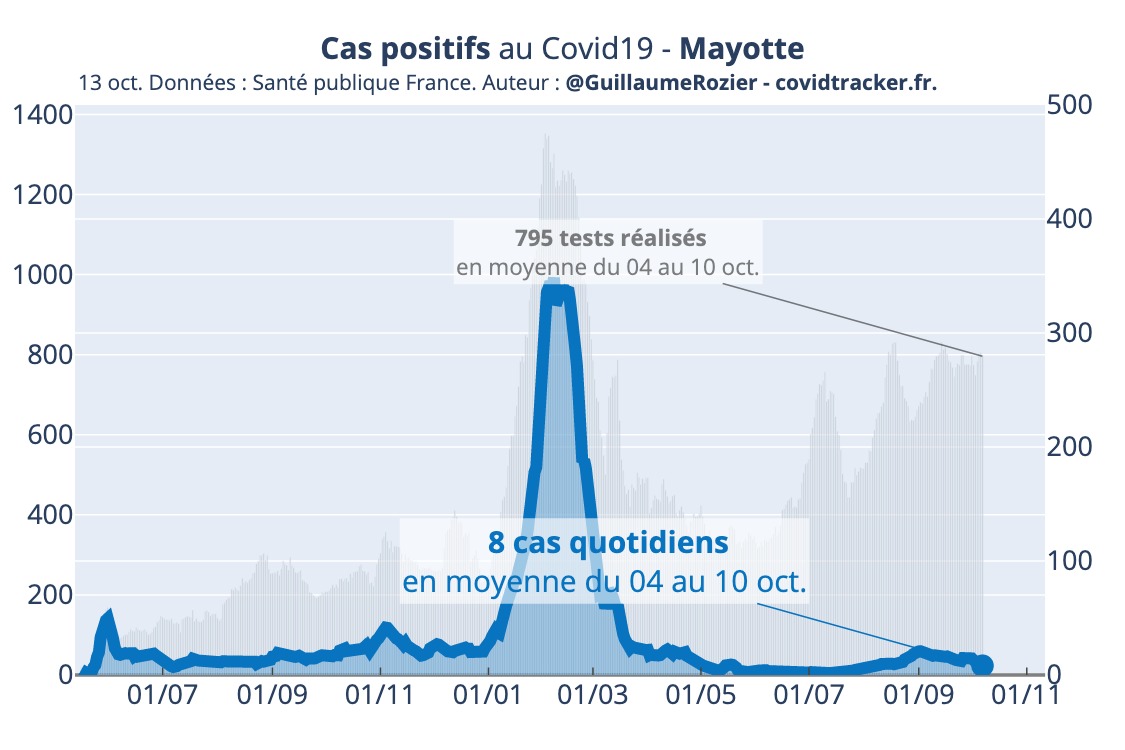 Cas positifs au Covid19 - Mayotte
13 oct. Données : Santé publique France. Auteur : @GuillaumeRozier - covidtracker.fr.
1400
1200
1000
800
600
400
200
0
500
400
300
200
100
0
795 tests réalisés
en moyenne du 04 au 10 oct.
8 cas quotidiens
en moyenne du 04 au 10 oct.
01/07 01/09 01/11 01/01 01/03 01/05 01/07 01/09 01/11